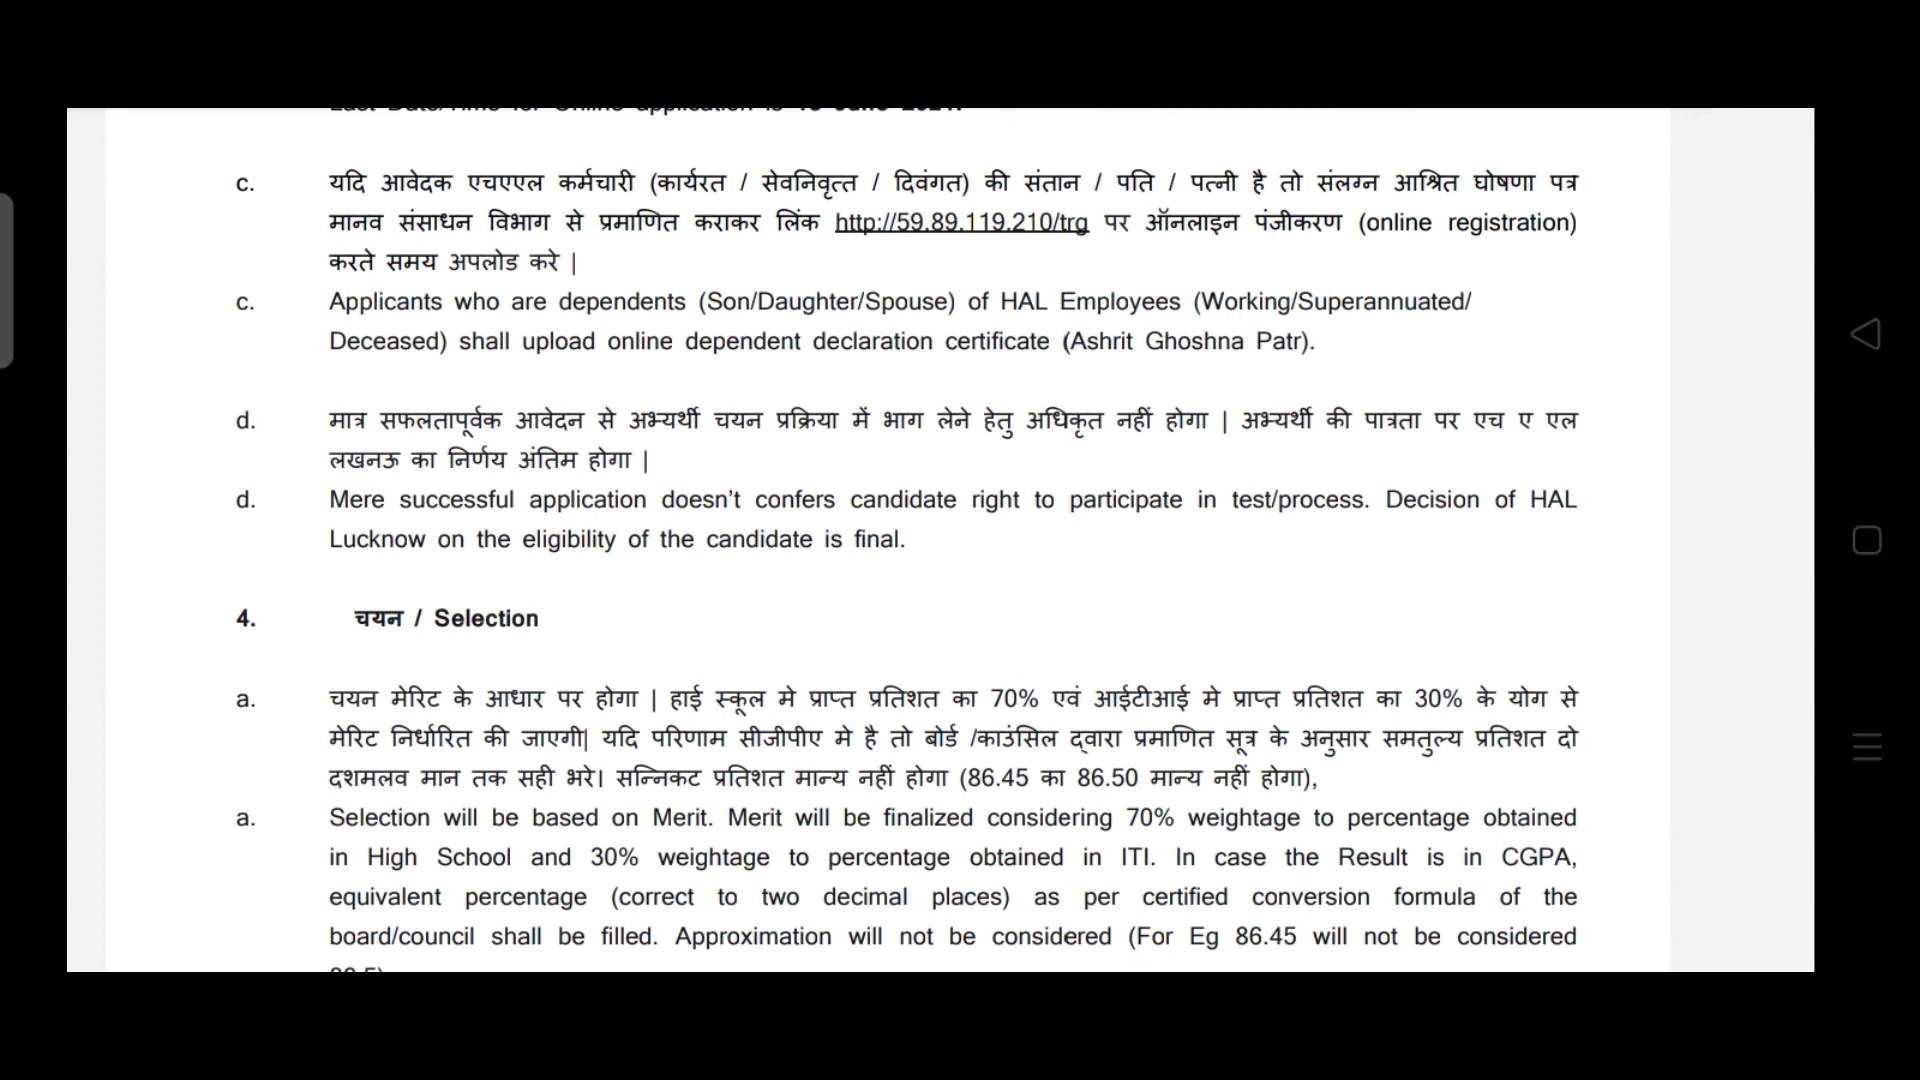 Last Date/Time for Online application is
c. यदि आवेदक एचएएल कर्मचारी (कार्यरत / सेवनिवृत्त / दिवंगत) की संतान / पति / पत्नी है तो संलग्न आश्रित घोषणा पत्र
मानव संसाधन विभाग से प्रमाणित कराकर लिंक http://59.89.119.210/trg पर ऑनलाइन पंजीकरण (online registration)
करते समय अपलोड करे |
c. Applicants who are dependents (Son/Daughter/Spouse) of HAL Employees (Working/Superannuated/
Deceased) shall upload online dependent declaration certificate (Ashrit Ghoshna Patr).
d. मात्र सफलतापूर्वक आवेदन से अभ्यर्थी चयन प्रक्रिया में भाग लेने हेतु अधिकृत नहीं होगा | अभ्यर्थी की पात्रता पर एच ए एल
लखनऊ का निर्णय अंतिम होगा |
d. Mere successful application doesn’t confers candidate right to participate in test/process. Decision of HAL
Lucknow on the eligibility of the candidate is final.
4. चयन / Selection
a. चयन मेरिट के आधार पर होगा | हाई स्कूल मे प्राप्त प्रतिशत का 70% एवं आईटीआई मे प्राप्त प्रतिशत का 30% के योग से
मेरिट निर्धारित की जाएगी| यदि परिणाम सीजीपीए मे है तो बोर्ड /काउंसिल द्वारा प्रमाणित सूत्र के अनुसार समतुल्य प्रतिशत दो
दशमलव मान तक सही भरे। सन्निकट प्रतिशत मान्य नहीं होगा (86.45 का 86.50 मान्य नहीं होगा),
a. Selection will be based on Merit. Merit will be finalized considering 70% weightage to percentage obtained
in High School and 30% weightage to percentage obtained in ITI. In case the Result is in CGPA,
equivalent percentage (correct to two decimal places) as per certified conversion formula of the
board/council shall be filled. Approximation will not be considered (For Eg 86.45 will not be considered